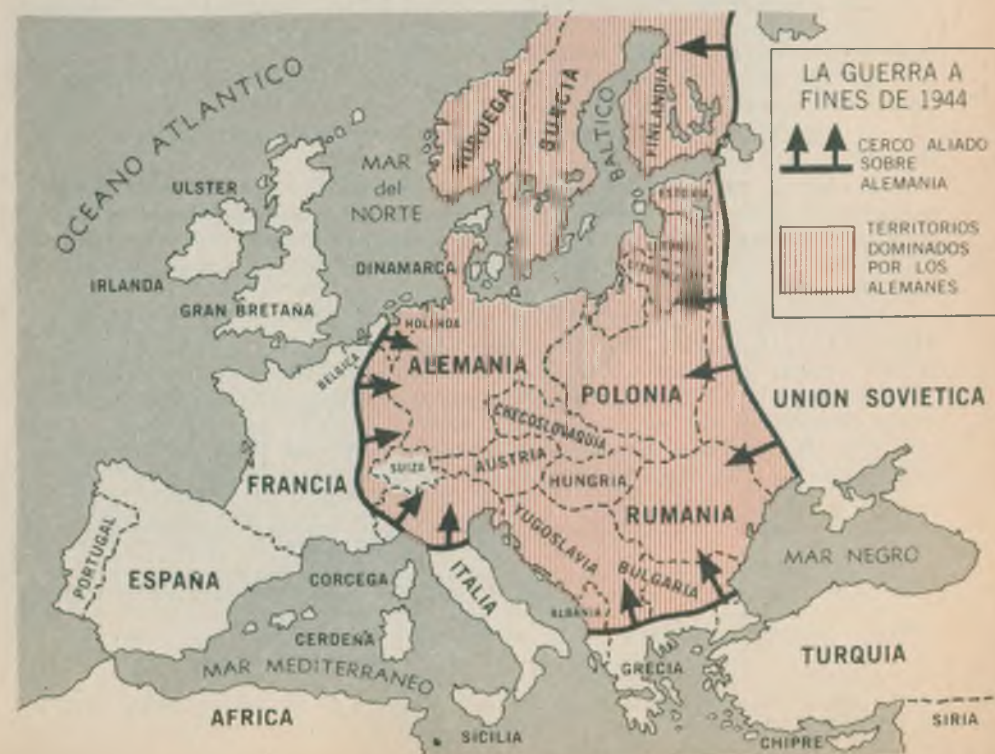 OCEANO ATLANTICO
ULSTER
IRLANDA
GRAN BRETAÑA
MAR
del
NORTE
DINAMARCA
NORUEGA
SUECIA
BALTICO
FINLANDIA
ESTONIA
HOLANDA
BELGICA
ALEMANIA
POLONIA
CHECOSLOVAQUIA
SUIZA
AUSTRIA
HUNGRIA
FRANCIA
RUMANIA
YUGOSLAVIA
BULGARIA
ALBANIA
ITALIA
PORTUGAL
ESPAÑA
CORCEGA
CERDEÑA
MAR MEDITERRANEO
AFRICA
SICILIA
GRECIA
TURQUIA
CHIPRE
SIRIA
MAR NEGRO
UNION SOVIETICA
LA GUERRA A
FINES DE 1944
CERCO ALIADO
SOBRE
ALEMANIA
TERRITORIOS
DOMINADOS
POR LOS
ALEMANES